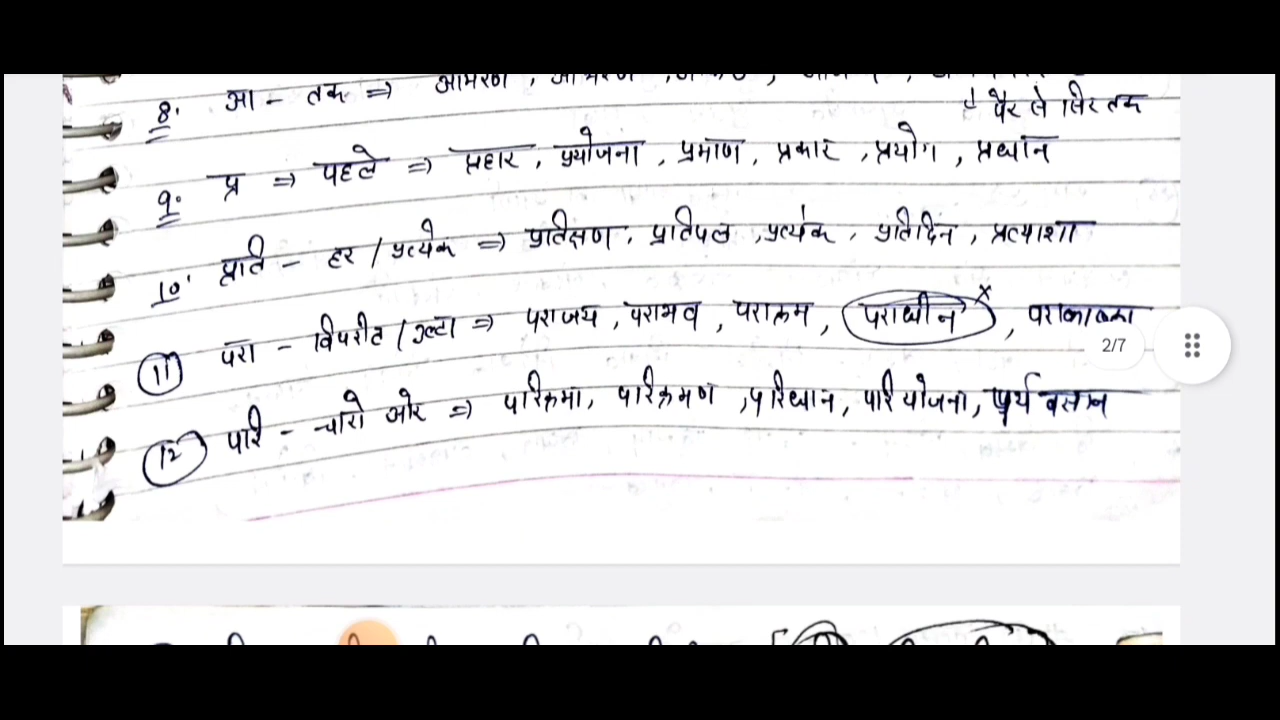 8. आ - तक ⇒ आमरण,
पैर से सिर तक
9. प्र ⇒ पहले ⇒ प्रहार, प्रयोजना, प्रमाण, प्रकार, प्रयोग, प्रधान
10. प्रति - हर / प्रत्येक ⇒ प्रतिक्षण, प्रतिपल, प्रत्येक, प्रतिदिन, प्रत्याशा
11 परा - विपरीत / उल्टा ⇒ पराजय, पराभव, पराक्रम, पराधीन x, पराकाष्ठा
2/7
12 परि - चारो ओर ⇒ परिक्रमा, परिक्रमण, परिधान, परियोजना, पर्यवसान